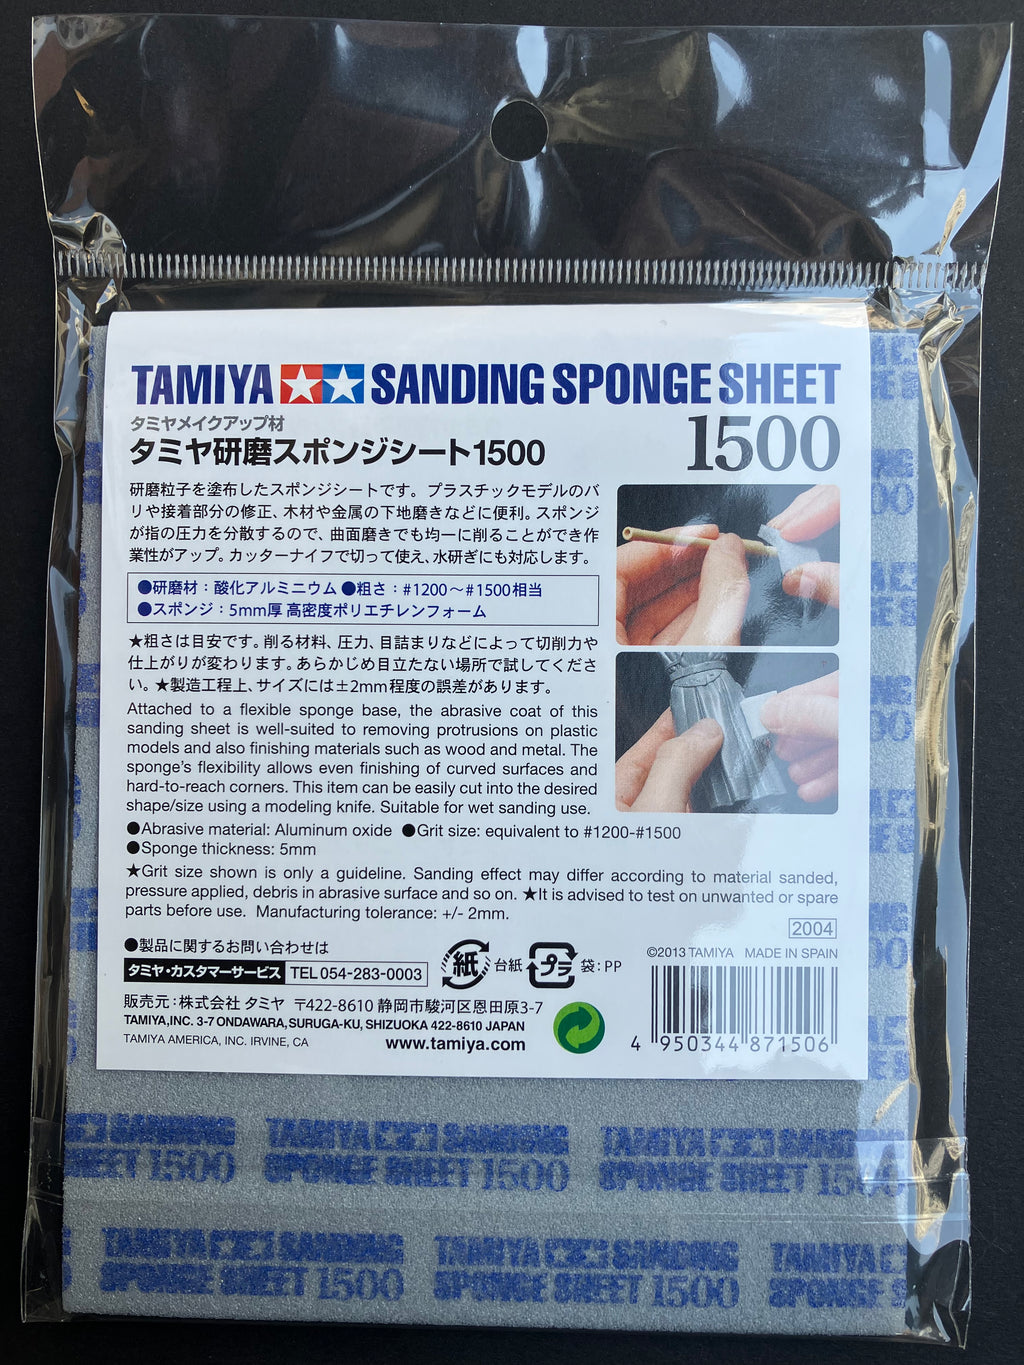 TAMIYA SANDING SPONGE SHEET
タミヤメイクアップ材
タミヤ研磨スポンジシート1500
1500
研磨粒子を塗布したスポンジシートです。プラスチックモデルのバ
リや接着部分の修正、木材や金属の下地磨きなどに便利。スポンジ
が指の圧力を分散するので、曲面磨きでも均一に削ることができ作
業性がアップ。カッターナイフで切って使え、水研ぎにも対応します。
●研磨材：酸化アルミニウム ●粗さ：#1200～#1500相当
●スポンジ：5mm厚 高密度ポリエチレンフォーム
★粗さは目安です。削る材料、圧力、目詰まりなどによって切削力や
仕上がりが変わります。あらかじめ目立たない場所で試してくださ
い。★製造工程上、サイズには±2mm程度の誤差があります。
Attached to a flexible sponge base, the abrasive coat of this
sanding sheet is well-suited to removing protrusions on plastic
models and also finishing materials such as wood and metal. The
sponge's flexibility allows even finishing of curved surfaces and
hard-to-reach corners. This item can be easily cut into the desired
shape/size using a modeling knife. Suitable for wet sanding use.
●Abrasive material: Aluminum oxide ●Grit size: equivalent to #1200-#1500
●Sponge thickness: 5mm
★Grit size shown is only a guideline. Sanding effect may differ according to material sanded,
pressure applied, debris in abrasive surface and so on. ★It is advised to test on unwanted or spare
parts before use. Manufacturing tolerance: +/- 2mm.
2004
●製品に関するお問い合わせは
タミヤ・カスタマーサービス TEL 054-283-0003
紙 台紙 プラ 袋：PP
©2013 TAMIYA MADE IN SPAIN
販売元：株式会社 タミヤ 〒422-8610 静岡市駿河区恩田原3-7
TAMIYA,INC. 3-7 ONDAWARA,SURUGA-KU, SHIZUOKA 422-8610 JAPAN
TAMIYA AMERICA, INC. IRVINE, CA
www.tamiya.com
4 950344 871506
SANDING TAMIYA SANDING TAMIYA SANDING
SHEET 1500 SPONGE SHEET 1500 SPONGE SHEET 1500
TAMIYA SANDING TAMIYA SANDING TAMIYA
SPONGE SHEET 1500 SPONGE SHEET 1500 SPONGE